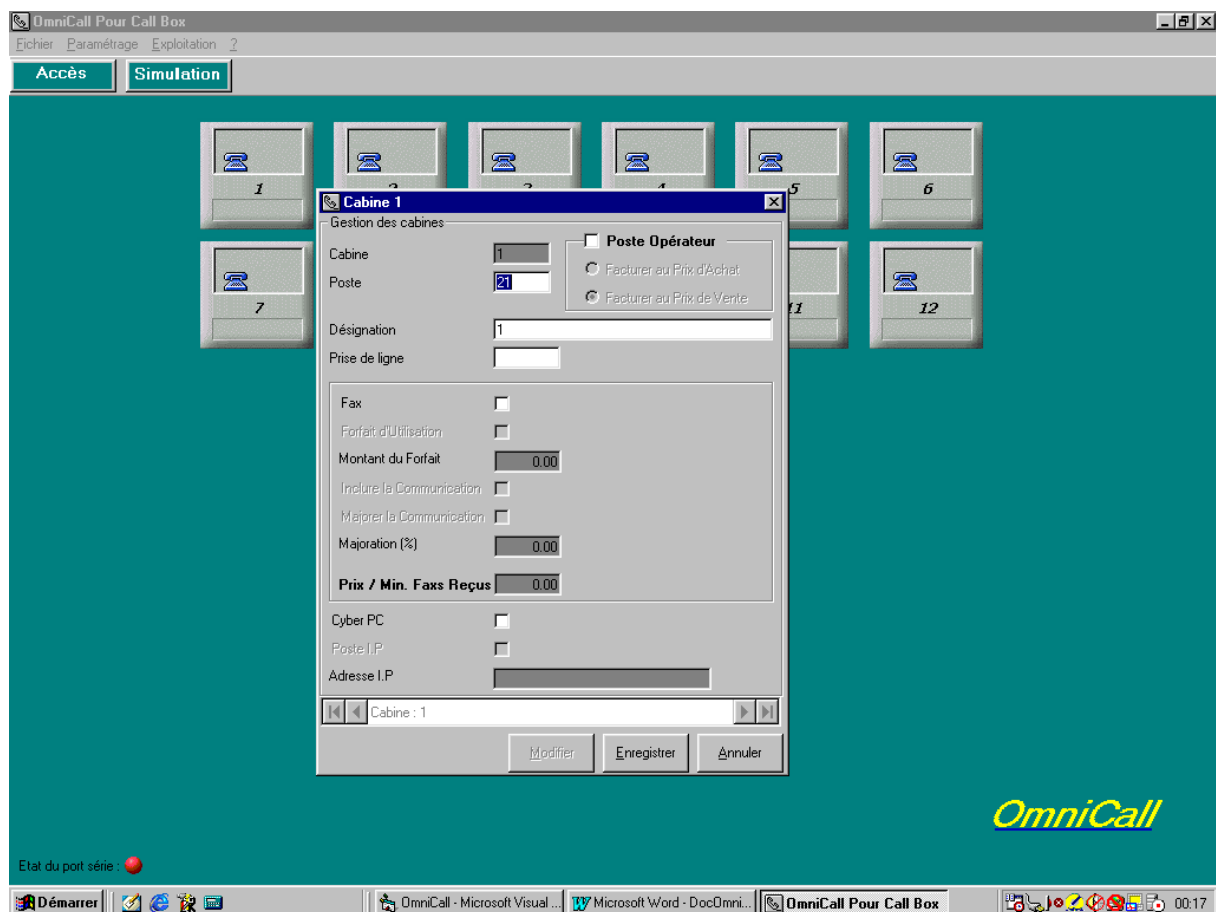 OmniCall Pour Call Box
Fichier Paramétrage Exploitation ?
Accès Simulation
1 2 3 4 5 6
7 11 12
Cabine 1
Gestion des cabines
Cabine 1
Poste 21
Poste Opérateur
Facturer au Prix d'Achat
Facturer au Prix de Vente
Désignation 1
Prise de ligne
Fax
Forfait d'Utilisation
Montant du Forfait 0.00
Inclure la Communication
Majorer la Communication
Majoration (%) 0.00
Prix / Min. Faxs Reçus 0.00
Cyber PC
Poste I.P
Adresse I.P
Cabine : 1
Modifier Enregistrer Annuler
OmniCall
Etat du port série :
Démarrer OmniCall - Microsoft Visual ... Microsoft Word - DocOmni... OmniCall Pour Call Box 00:17